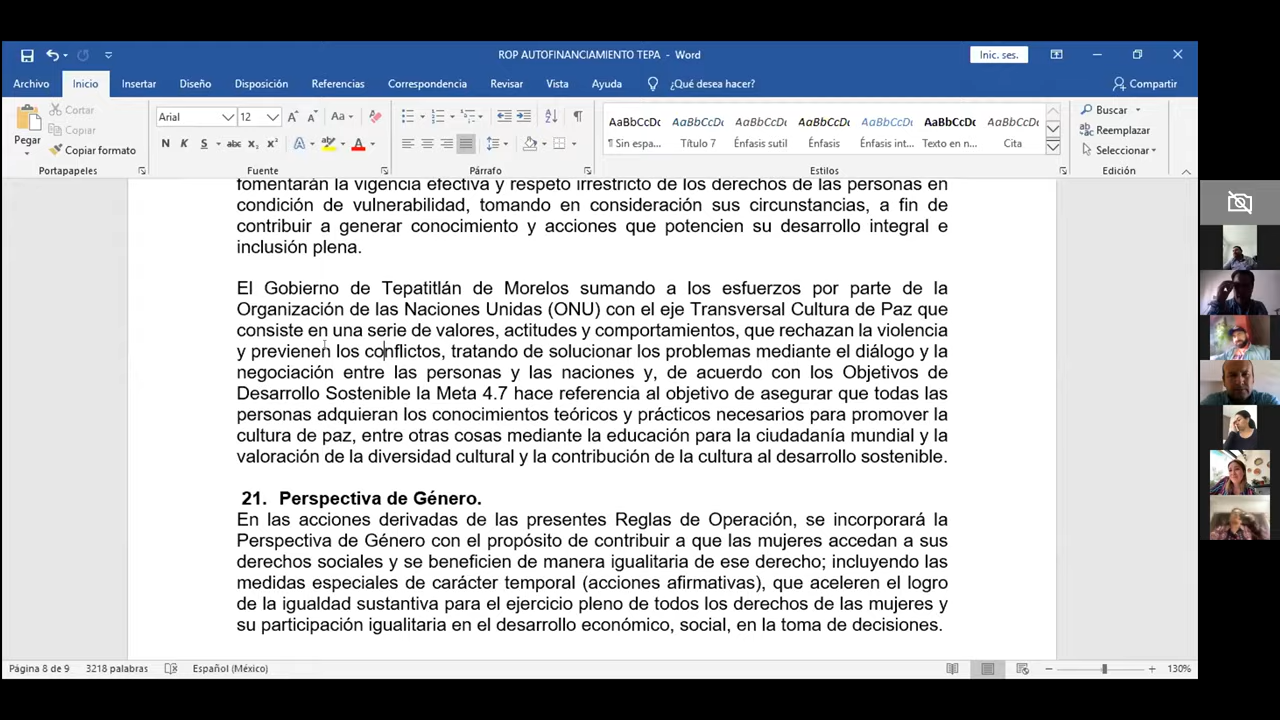 ROP AUTOFINANCIAMIENTO TEPA - Word
Inic. ses.
Archivo Inicio Insertar Diseño Disposición Referencias Correspondencia Revisar Vista Ayuda ¿Qué desea hacer? Compartir
Pegar
Cortar
Copiar
Copiar formato
Portapapeles
Arial 12
N K S abc x₂ x² A A
Aa
Fuente
Párrafo
AaBbCcDc AaBbCcDc AaBbCcDc AaBbCcDc AaBbCcDc AaBbCcDc AaBbCcDc
¶ Sin espa... Título 7 Énfasis sutil Énfasis Énfasis int... Texto en n... Cita
Estilos
Buscar
Reemplazar
Seleccionar
Edición
fomentarán la vigencia efectiva y respeto irrestricto de los derechos de las personas en
condición de vulnerabilidad, tomando en consideración sus circunstancias, a fin de
contribuir a generar conocimiento y acciones que potencien su desarrollo integral e
inclusión plena.
El Gobierno de Tepatitlán de Morelos sumando a los esfuerzos por parte de la
Organización de las Naciones Unidas (ONU) con el eje Transversal Cultura de Paz que
consiste en una serie de valores, actitudes y comportamientos, que rechazan la violencia
y previenen los conflictos, tratando de solucionar los problemas mediante el diálogo y la
negociación entre las personas y las naciones y, de acuerdo con los Objetivos de
Desarrollo Sostenible la Meta 4.7 hace referencia al objetivo de asegurar que todas las
personas adquieran los conocimientos teóricos y prácticos necesarios para promover la
cultura de paz, entre otras cosas mediante la educación para la ciudadanía mundial y la
valoración de la diversidad cultural y la contribución de la cultura al desarrollo sostenible.
21. Perspectiva de Género.
En las acciones derivadas de las presentes Reglas de Operación, se incorporará la
Perspectiva de Género con el propósito de contribuir a que las mujeres accedan a sus
derechos sociales y se beneficien de manera igualitaria de ese derecho; incluyendo las
medidas especiales de carácter temporal (acciones afirmativas), que aceleren el logro
de la igualdad sustantiva para el ejercicio pleno de todos los derechos de las mujeres y
su participación igualitaria en el desarrollo económico, social, en la toma de decisiones.
Página 8 de 9 3218 palabras Español (México) 130%